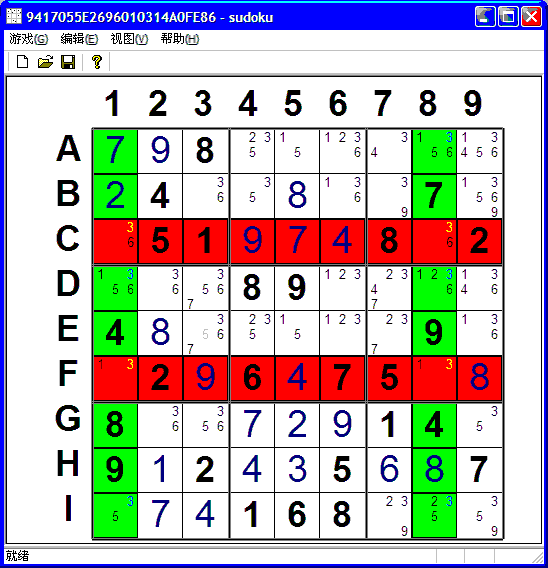 9417055E2696010314A0FE86 - sudoku
游戏(G) 编辑(E) 视图(V) 帮助(H)
1 2 3 4 5 6 7 8 9
A 7 9 8 2 3 1 1 2 3 3 1 3 1 3
5 5 6 4 5 6 4 5 6
B 2 4 3 3 8 1 3 3 7 1 3
6 5 6 5 6
9 9
C 3 5 1 9 7 4 8 3 2
6 6
D 1 3 3 3 8 9 1 2 3 2 3 1 2 3 1 3
5 6 6 5 6 4 6 4 6
7 7
E 4 8 3 2 3 1 1 2 3 2 3 9 1 3
5 6 5 5 6
7 7
F 1 3 2 9 6 4 7 5 1 3 8
G 8 3 3 7 2 9 1 4 3
6 5 6 5
H 9 1 2 4 3 5 6 8 7
I 3 7 4 1 6 8 2 3 2 3 3
5 5 5
9 9
就绪